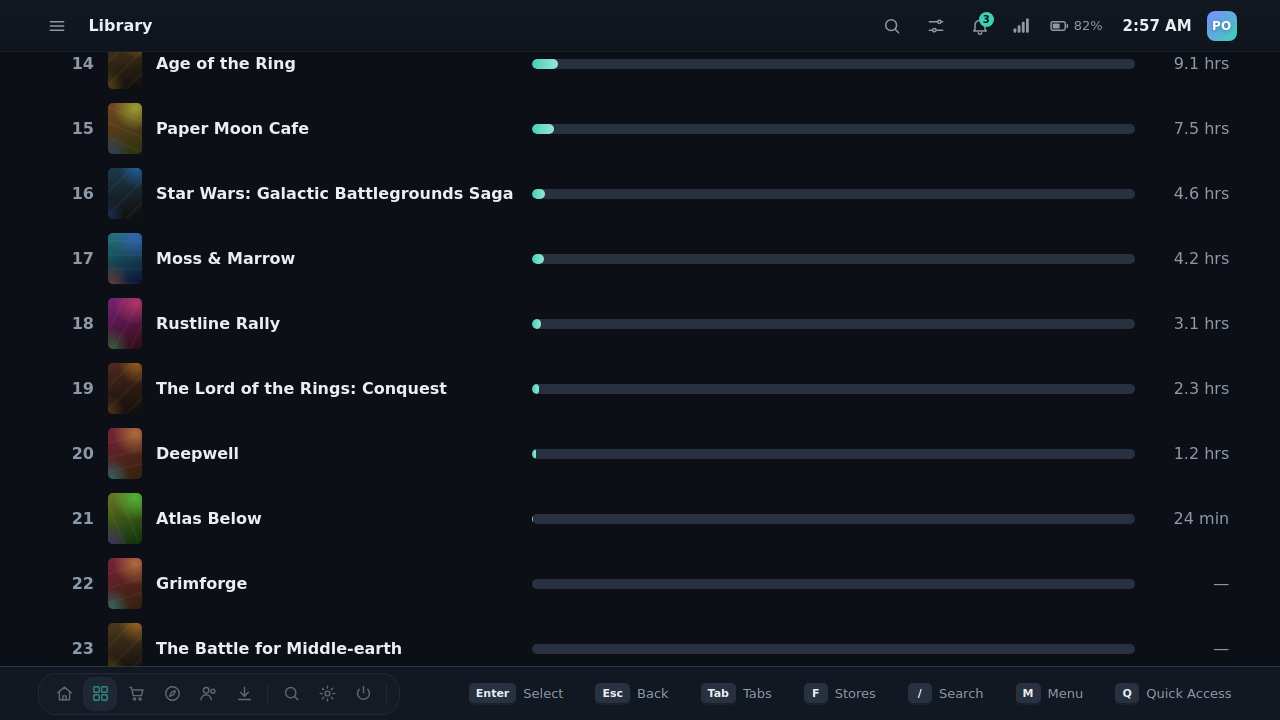 Library
3
82%
2:57 AM
PO
14 Age of the Ring 9.1 hrs
15 Paper Moon Cafe 7.5 hrs
16 Star Wars: Galactic Battlegrounds Saga 4.6 hrs
17 Moss & Marrow 4.2 hrs
18 Rustline Rally 3.1 hrs
19 The Lord of the Rings: Conquest 2.3 hrs
20 Deepwell 1.2 hrs
21 Atlas Below 24 min
22 Grimforge —
23 The Battle for Middle-earth —
Enter Select Esc Back Tab Tabs F Stores / Search M Menu Q Quick Access